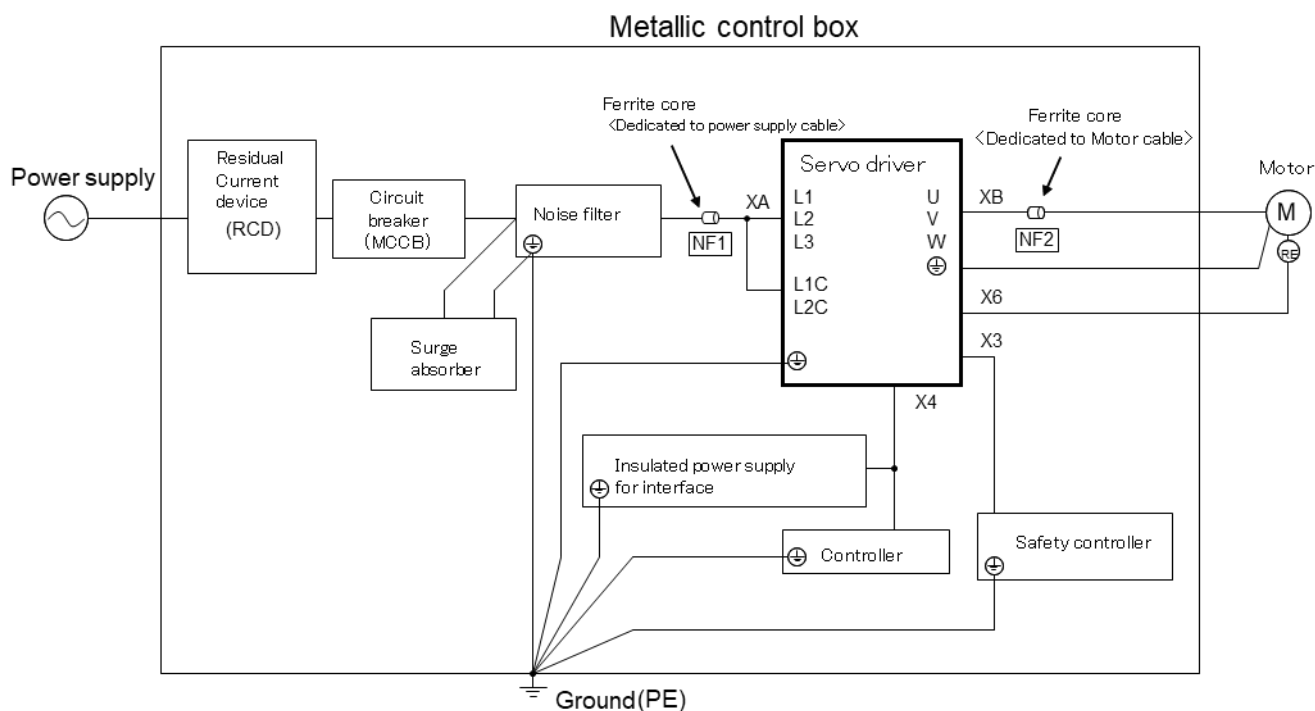 Metallic control box
Ferrite core
<Dedicated to power supply cable>
Ferrite core
<Dedicated to Motor cable>
Power supply
Residual
Current
device
(RCD)
Circuit
breaker
(MCCB)
Noise filter
NF1
XA
Servo driver
L1
L2
L3
L1C
L2C
U
V
W
XB
NF2
Motor
M
RE
X6
X3
X4
Surge
absorber
Insulated power supply
for interface
Controller
Safety controller
Ground(PE)